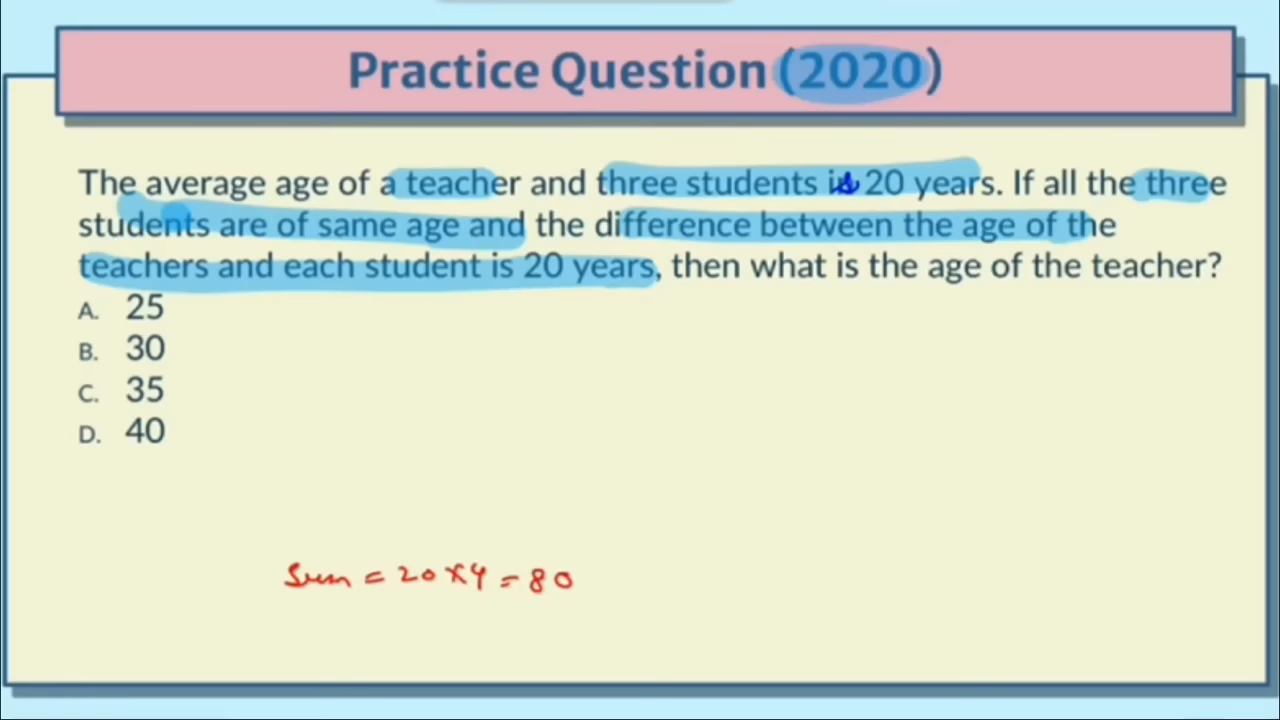 Practice Question (2020)
The average age of a teacher and three students is 20 years. If all the three
students are of same age and the difference between the age of the
teachers and each student is 20 years, then what is the age of the teacher?
A. 25
B. 30
C. 35
D. 40
Sum = 20 x 4 = 80